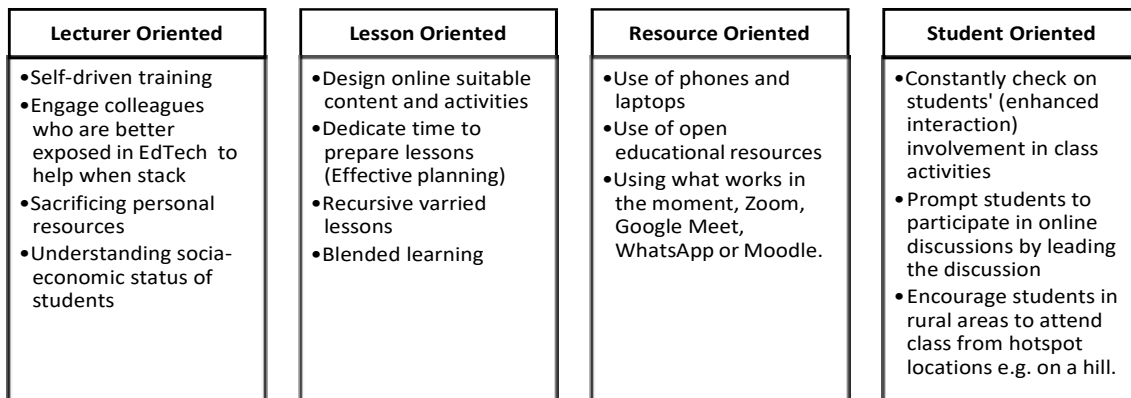 Lecturer Oriented
•Self-driven training
•Engage colleagues
who are better
exposed in EdTech to
help when stack
•Sacrificing personal
resources
•Understanding socia-
economic status of
students
Lesson Oriented
•Design online suitable
content and activities
•Dedicate time to
prepare lessons
(Effective planning)
•Recursive varried
lessons
•Blended learning
Resource Oriented
•Use of phones and
laptops
•Use of open
educational resources
•Using what works in
the moment, Zoom,
Google Meet,
WhatsApp or Moodle.
Student Oriented
•Constantly check on
students' (enhanced
interaction)
involvement in class
activities
•Prompt students to
participate in online
discussions by leading
the discussion
•Encourage students in
rural areas to attend
class from hotspot
locations e.g. on a hill.